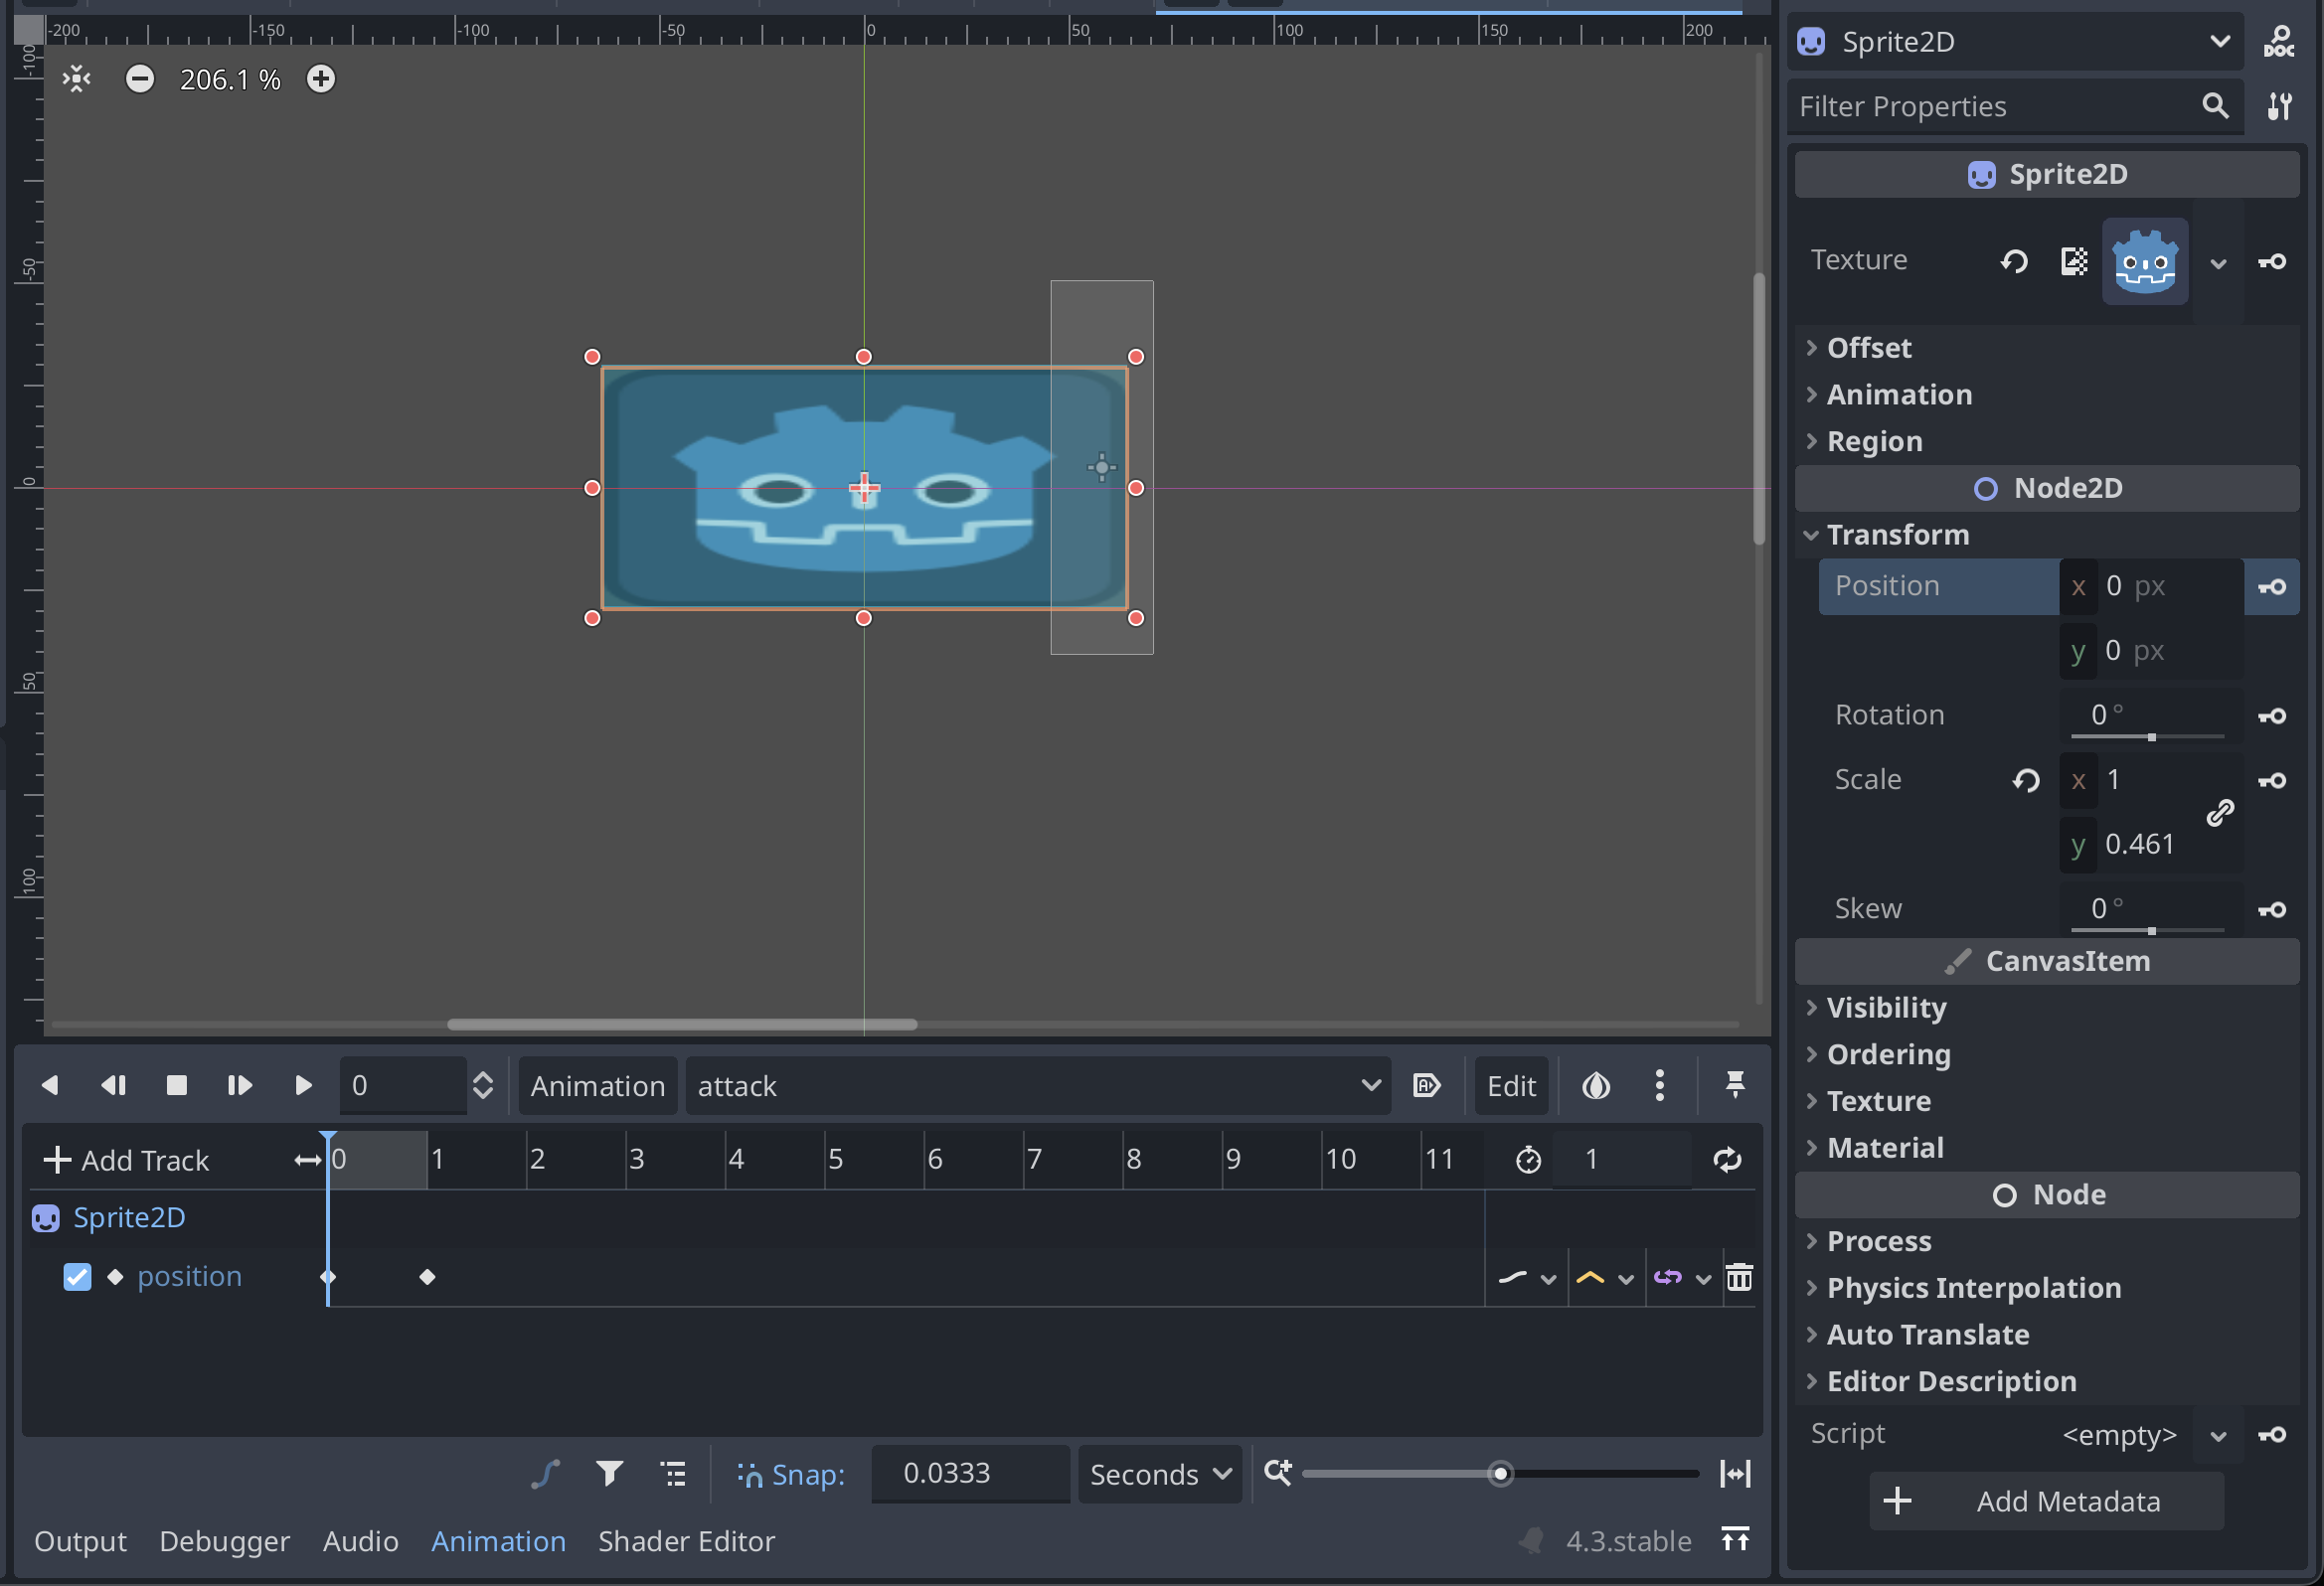 -200 -150 -100 -50 0 50 100 150 200
-100
-50
0
50
100
206.1 %
Sprite2D
DOC
Filter Properties
Sprite2D
Texture
Offset
Animation
Region
Node2D
Transform
Position x 0 px
y 0 px
Rotation 0 °
Scale x 1
y 0.461
Skew 0 °
CanvasItem
Visibility
Ordering
Texture
Material
Node
Process
Physics Interpolation
Auto Translate
Editor Description
Script <empty>
Add Metadata
0 Animation attack A Edit
Add Track 0 1 2 3 4 5 6 7 8 9 10 11 1
Sprite2D
position
Snap: 0.0333 Seconds
Output Debugger Audio Animation Shader Editor 4.3.stable